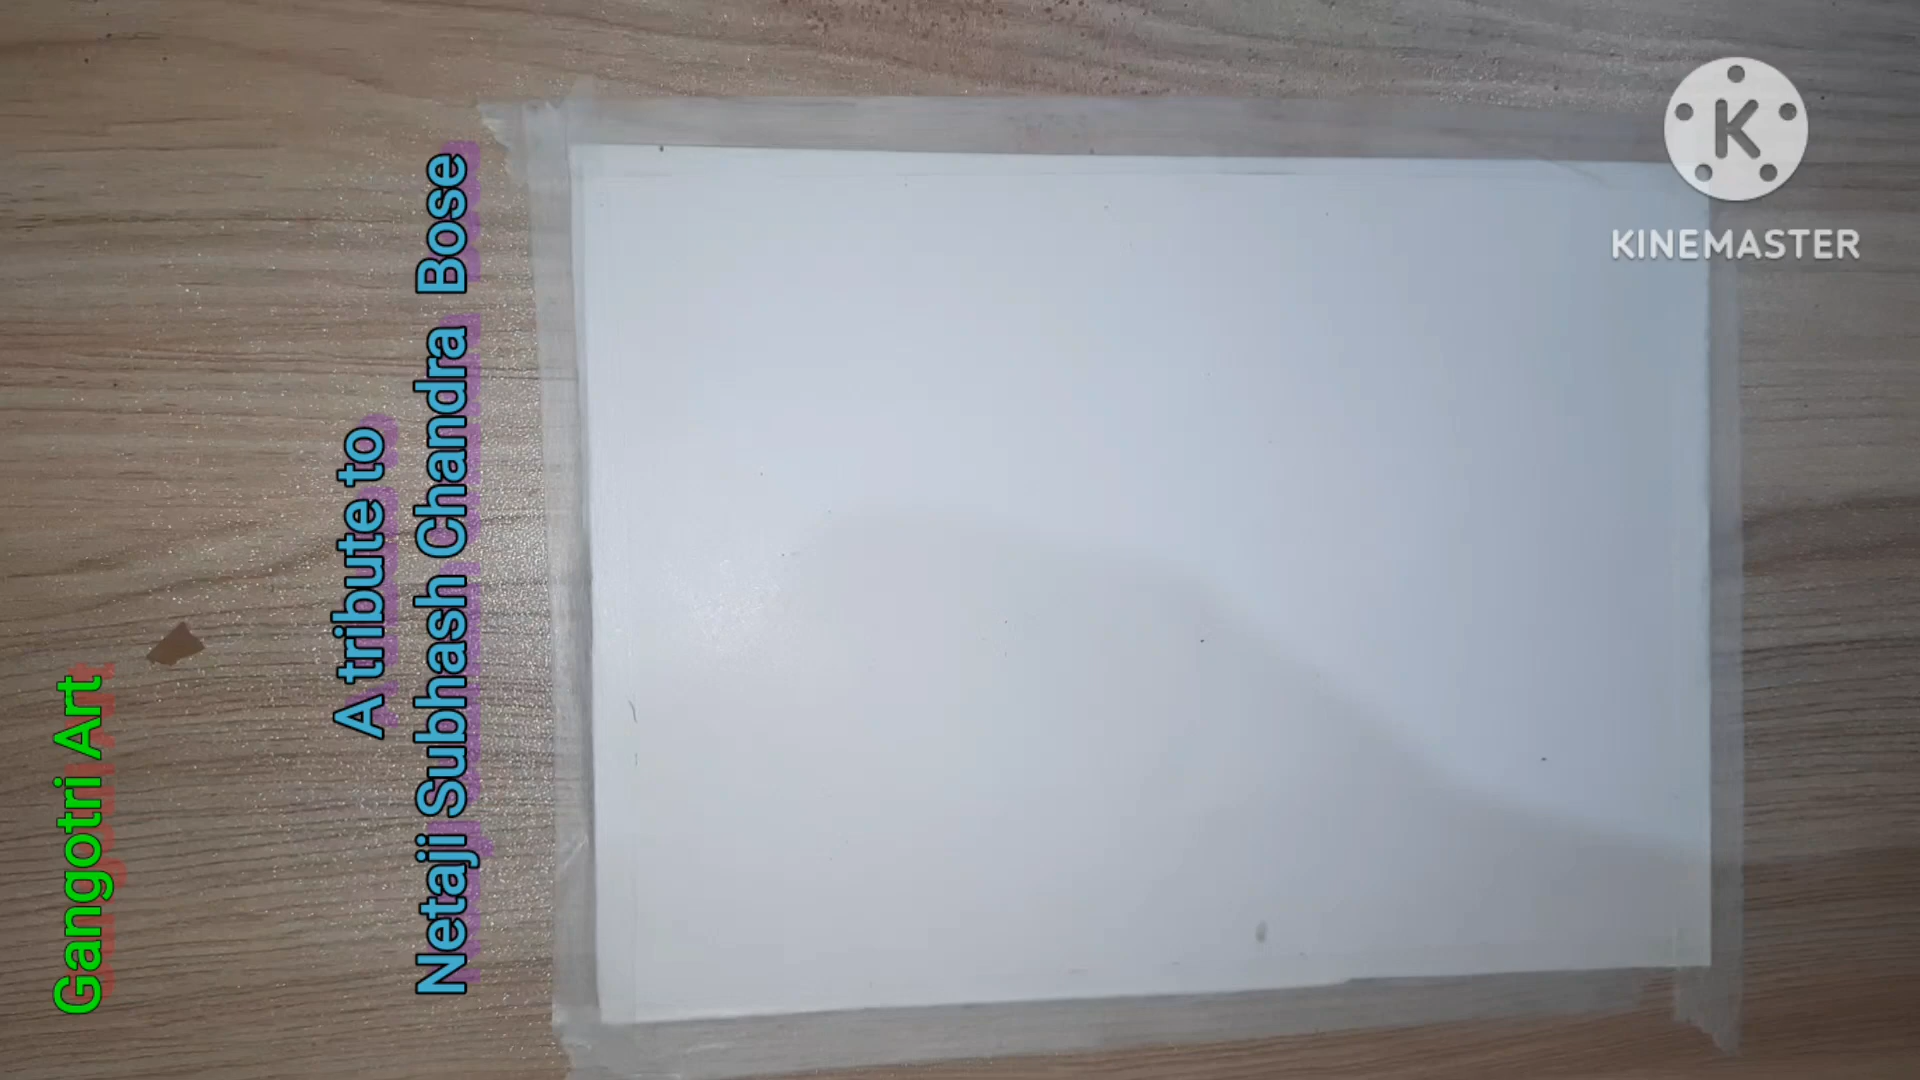 Gangotri Art
A tribute to
Netaji Subhash Chandra Bose
K
KINEMASTER